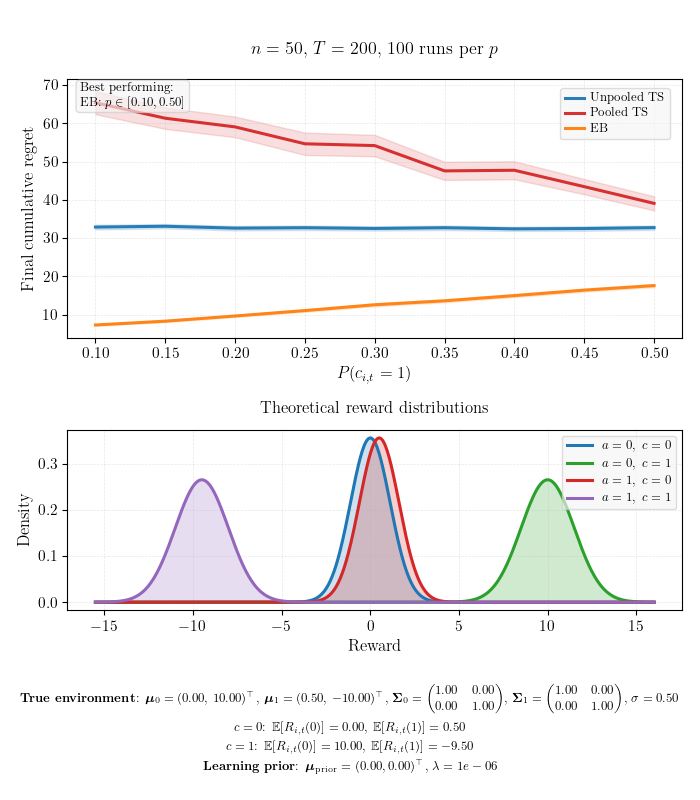 n = 50, T = 200, 100 runs per p
Best performing:
EB: p ∈ [0.10, 0.50]
Unpooled TS
Pooled TS
EB
Final cumulative regret
70
60
50
40
30
20
10
0.10 0.15 0.20 0.25 0.30 0.35 0.40 0.45 0.50
P(c_{i,t} = 1)
Theoretical reward distributions
a = 0, c = 0
a = 0, c = 1
a = 1, c = 0
a = 1, c = 1
Density
0.3
0.2
0.1
0.0
−15 −10 −5 0 5 10 15
Reward
True environment: μ₀ = (0.00, 10.00)^⊤, μ₁ = (0.50, −10.00)^⊤, Σ₀ = (1.00 0.00 0.00 1.00), Σ₁ = (1.00 0.00 0.00 1.00), σ = 0.50
c = 0: 𝔼[R_{i,t}(0)] = 0.00, 𝔼[R_{i,t}(1)] = 0.50
c = 1: 𝔼[R_{i,t}(0)] = 10.00, 𝔼[R_{i,t}(1)] = −9.50
Learning prior: μ_prior = (0.00, 0.00)^⊤, λ = 1e − 06